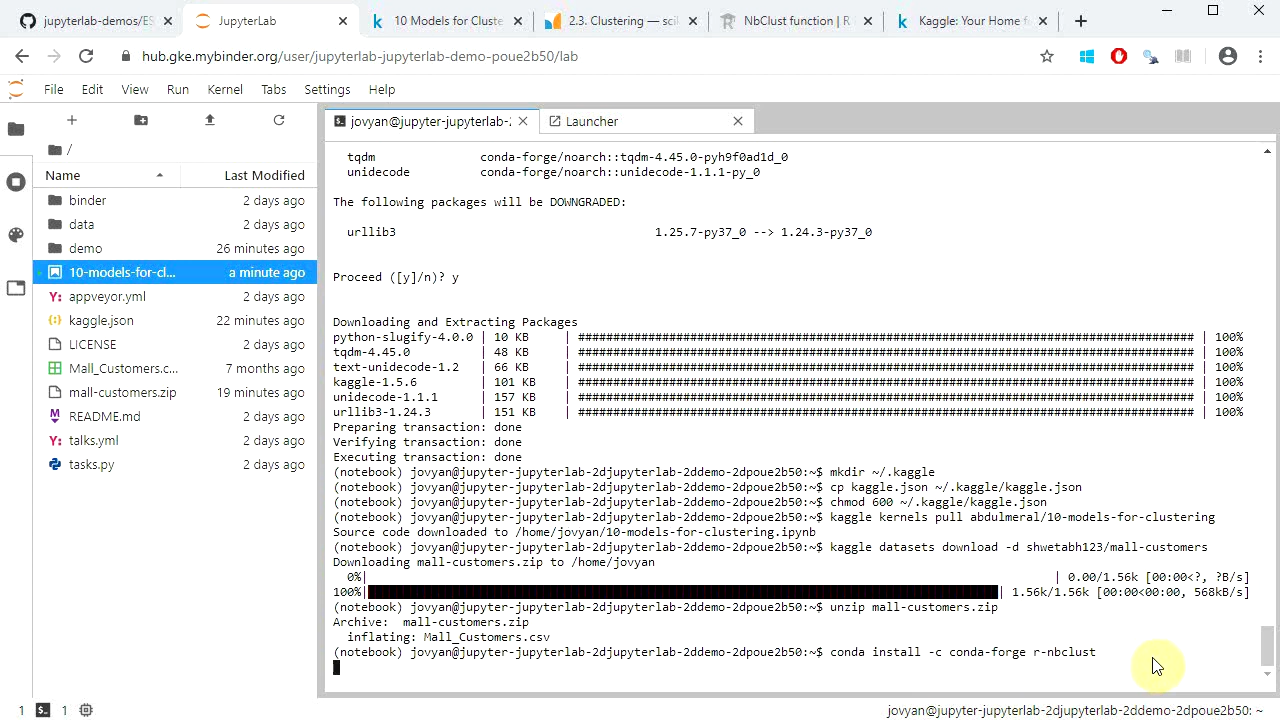 jupyterlab-demos/ES
JupyterLab
10 Models for Cluste
2.3. Clustering — sci
NbClust function | R
Kaggle: Your Home f
hub.gke.mybinder.org/user/jupyterlab-jupyterlab-demo-poue2b50/lab
File Edit View Run Kernel Tabs Settings Help
jovyan@jupyter-jupyterlab-2
Launcher
/
Name Last Modified
binder 2 days ago
data 2 days ago
demo 26 minutes ago
10-models-for-cl... a minute ago
appveyor.yml 2 days ago
kaggle.json 22 minutes ago
LICENSE 2 days ago
Mall_Customers.c... 7 months ago
mall-customers.zip 19 minutes ago
README.md 2 days ago
talks.yml 2 days ago
tasks.py 2 days ago
tqdm conda-forge/noarch::tqdm-4.45.0-pyh9f0ad1d_0
unidecode conda-forge/noarch::unidecode-1.1.1-py_0
The following packages will be DOWNGRADED:
urllib3 1.25.7-py37_0 --> 1.24.3-py37_0
Proceed ([y]/n)? y
Downloading and Extracting Packages
python-slugify-4.0.0 | 10 KB | ######################################################################################## | 100%
tqdm-4.45.0 | 48 KB | ######################################################################################## | 100%
text-unidecode-1.2 | 66 KB | ######################################################################################## | 100%
kaggle-1.5.6 | 101 KB | ######################################################################################## | 100%
unidecode-1.1.1 | 157 KB | ######################################################################################## | 100%
urllib3-1.24.3 | 151 KB | ######################################################################################## | 100%
Preparing transaction: done
Verifying transaction: done
Executing transaction: done
(notebook) jovyan@jupyter-jupyterlab-2djupyterlab-2ddemo-2dpoue2b50:~$ mkdir ~/.kaggle
(notebook) jovyan@jupyter-jupyterlab-2djupyterlab-2ddemo-2dpoue2b50:~$ cp kaggle.json ~/.kaggle/kaggle.json
(notebook) jovyan@jupyter-jupyterlab-2djupyterlab-2ddemo-2dpoue2b50:~$ chmod 600 ~/.kaggle/kaggle.json
(notebook) jovyan@jupyter-jupyterlab-2djupyterlab-2ddemo-2dpoue2b50:~$ kaggle kernels pull abdulmeral/10-models-for-clustering
Source code downloaded to /home/jovyan/10-models-for-clustering.ipynb
(notebook) jovyan@jupyter-jupyterlab-2djupyterlab-2ddemo-2dpoue2b50:~$ kaggle datasets download -d shwetabh123/mall-customers
Downloading mall-customers.zip to /home/jovyan
0%| | 0.00/1.56k [00:00<?, ?B/s]
100%| | 1.56k/1.56k [00:00<00:00, 568kB/s]
(notebook) jovyan@jupyter-jupyterlab-2djupyterlab-2ddemo-2dpoue2b50:~$ unzip mall-customers.zip
Archive: mall-customers.zip
inflating: Mall_Customers.csv
(notebook) jovyan@jupyter-jupyterlab-2djupyterlab-2ddemo-2dpoue2b50:~$ conda install -c conda-forge r-nbclust
1 1
jovyan@jupyter-jupyterlab-2djupyterlab-2ddemo-2dpoue2b50: ~